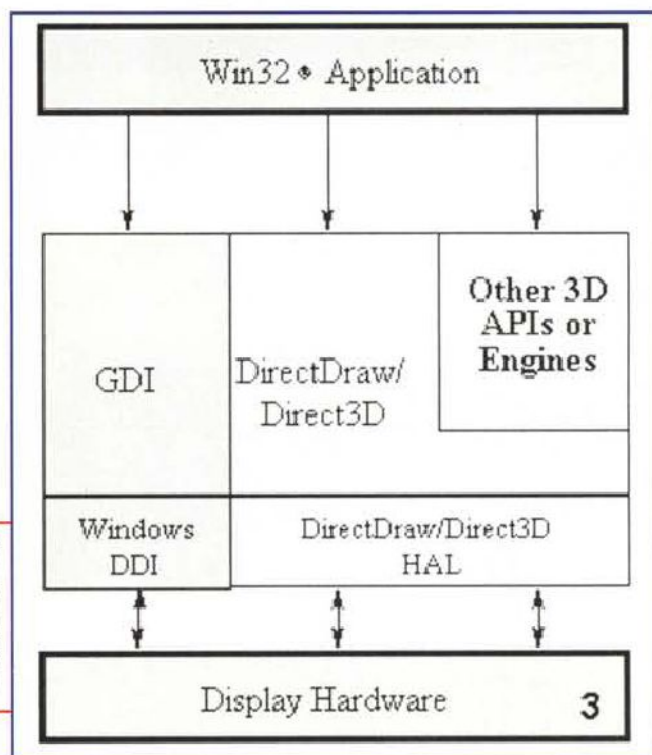 Win32 • Application
Other 3D
APIs or
Engines
GDI
DirectDraw/
Direct3D
Windows
DDI
DirectDraw/Direct3D
HAL
Display Hardware
3